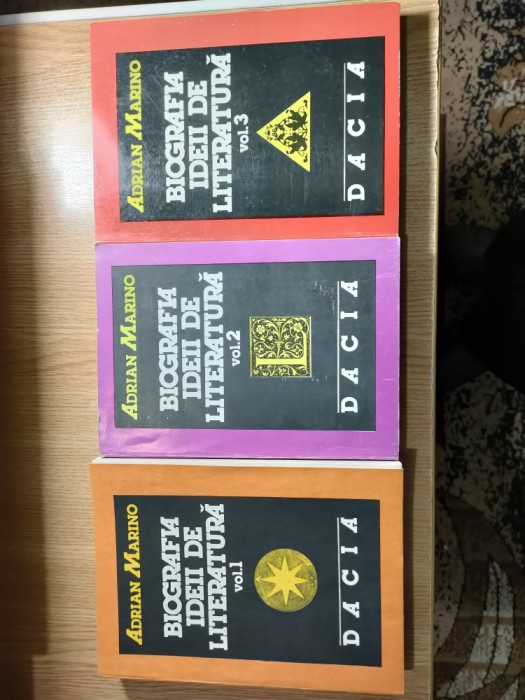 ADRIAN MARINO
BIOGRAFIA
IDEII DE
LITERATURĂ
vol.3
DACIA
ADRIAN MARINO
BIOGRAFIA
IDEII DE
LITERATURĂ
vol.2
L
DACIA
ADRIAN MARINO
BIOGRAFIA
IDEII DE
LITERATURĂ
vol.1
DACIA